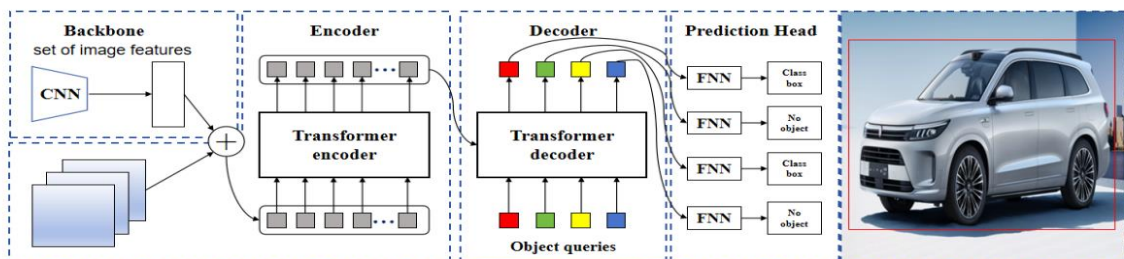 Backbone
set of image features
CNN
+
Encoder
Transformer
encoder
Decoder
Transformer
decoder
Object queries
Prediction Head
FNN
Class
box
FNN
No
object
FNN
Class
box
FNN
No
object